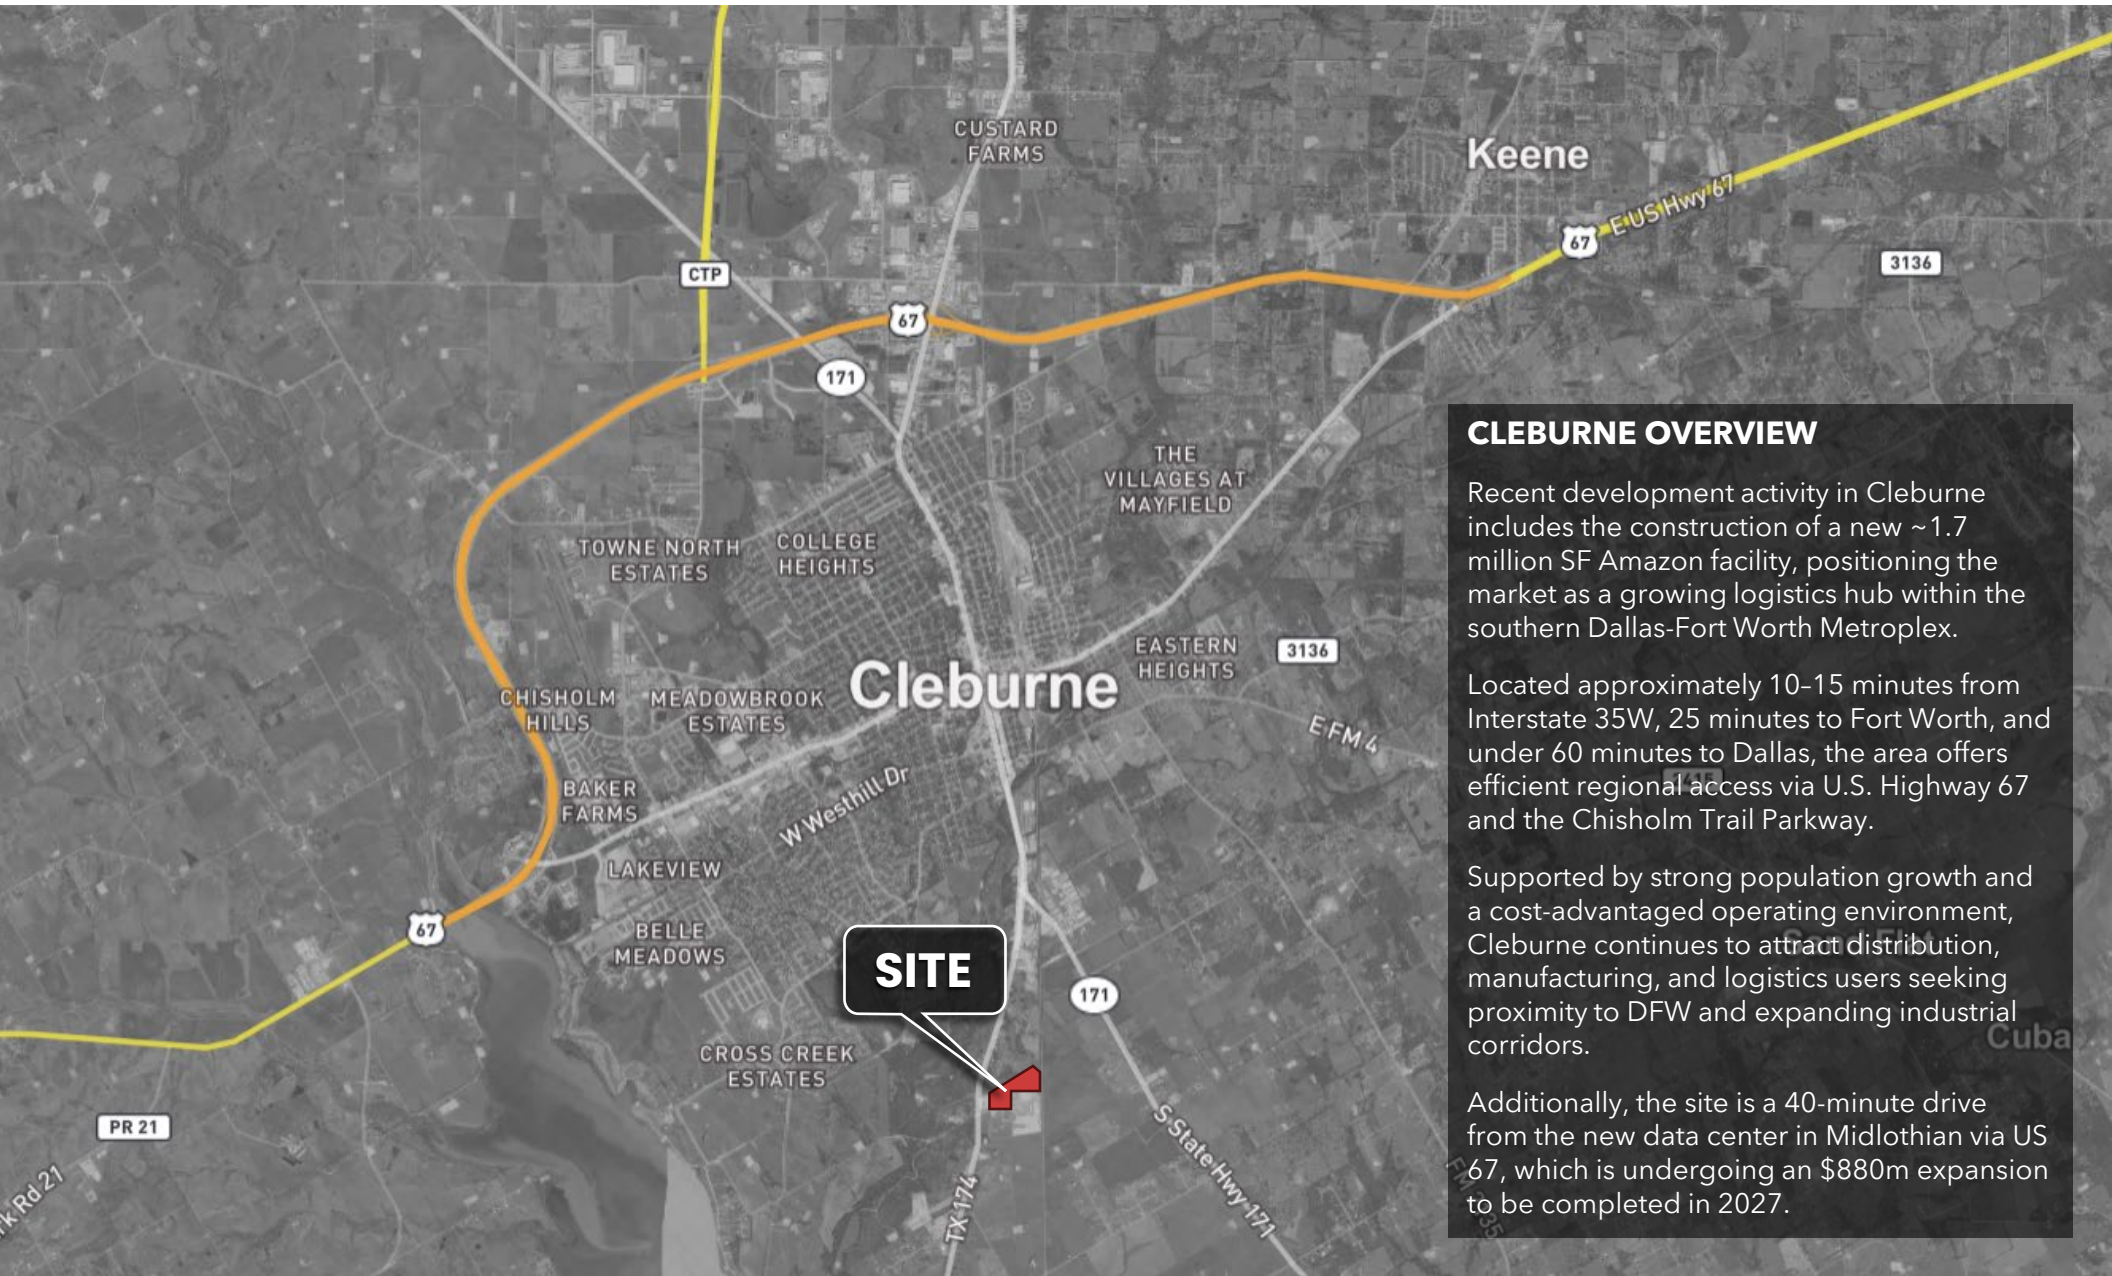 CUSTARD
FARMS
Keene
E US Hwy 67
67
3136
CTP
67
171
THE
VILLAGES AT
MAYFIELD
TOWNE NORTH
ESTATES
COLLEGE
HEIGHTS
EASTERN
HEIGHTS
3136
Cleburne
CHISHOLM
HILLS
MEADOWBROOK
ESTATES
E FM 4
W Westhill Dr
BAKER
FARMS
LAKEVIEW
67
BELLE
MEADOWS
SITE
171
CROSS CREEK
ESTATES
PR 21
S State Hwy 171
TX 174
Rd 21
CLEBURNE OVERVIEW
Recent development activity in Cleburne
includes the construction of a new ~1.7
million SF Amazon facility, positioning the
market as a growing logistics hub within the
southern Dallas-Fort Worth Metroplex.
Located approximately 10–15 minutes from
Interstate 35W, 25 minutes to Fort Worth, and
under 60 minutes to Dallas, the area offers
efficient regional access via U.S. Highway 67
and the Chisholm Trail Parkway.
Supported by strong population growth and
a cost-advantaged operating environment,
Cleburne continues to attract distribution,
manufacturing, and logistics users seeking
proximity to DFW and expanding industrial
corridors.
Additionally, the site is a 40-minute drive
from the new data center in Midlothian via US
67, which is undergoing an $880m expansion
to be completed in 2027.
Sand Flat
Cuba